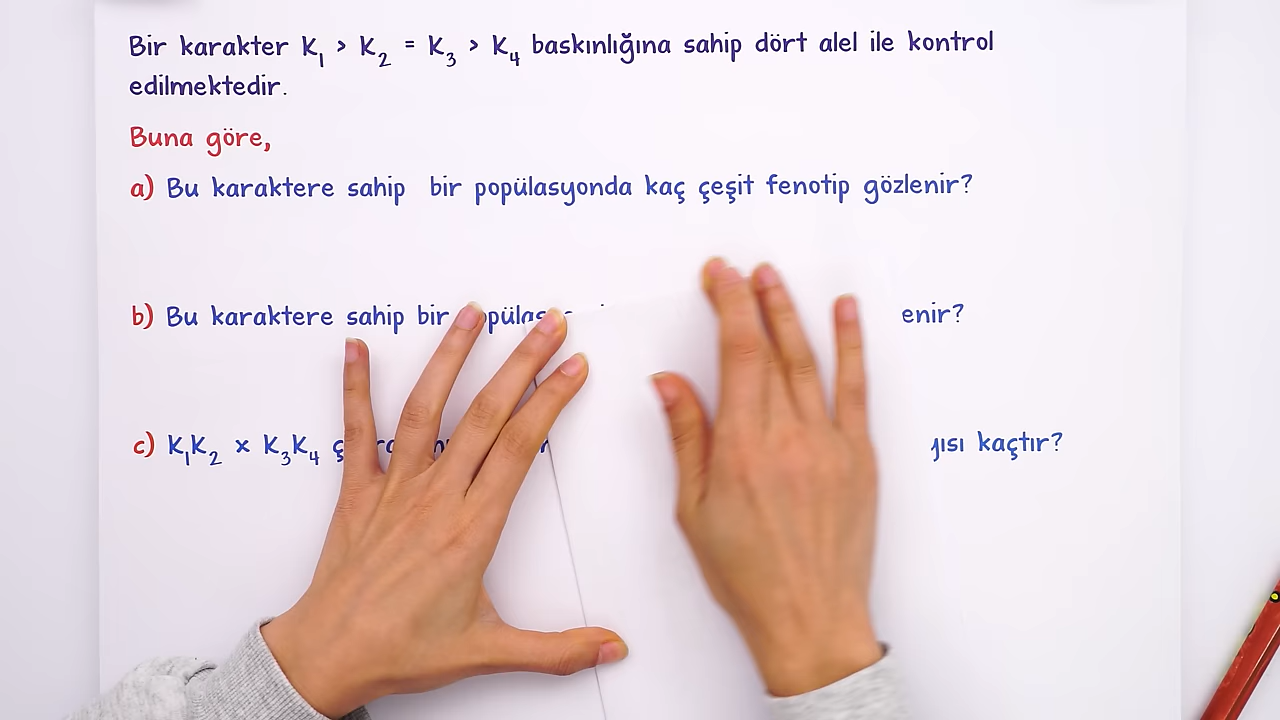 Bir karakter K₁ > K₂ = K₃ > K₄ baskınlığına sahip dört alel ile kontrol
edilmektedir.
Buna göre,
a) Bu karaktere sahip bir popülasyonda kaç çeşit fenotip gözlenir?
b) Bu karaktere sahip bir enir?
c) K₁K₂ x K₃K₄ kaçtır?